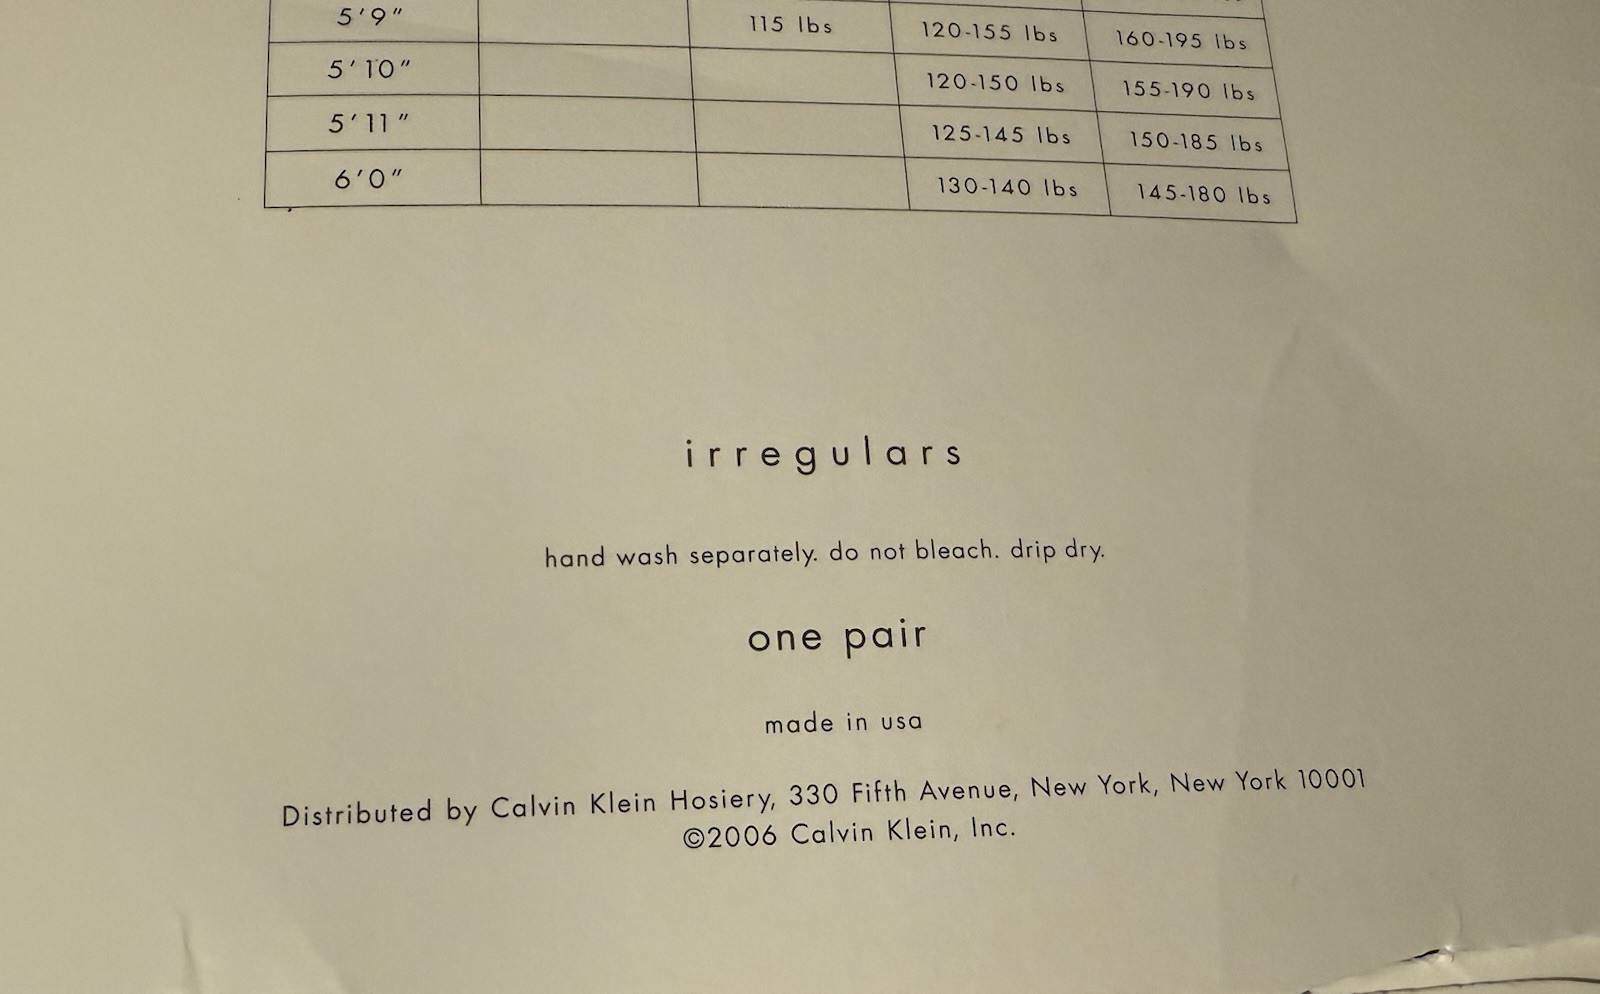 5'9" 115 lbs 120-155 lbs 160-195 lbs
5'10" 120-150 lbs 155-190 lbs
5'11" 125-145 lbs 150-185 lbs
6'0" 130-140 lbs 145-180 lbs
irregulars
hand wash separately. do not bleach. drip dry.
one pair
made in usa
Distributed by Calvin Klein Hosiery, 330 Fifth Avenue, New York, New York 10001
©2006 Calvin Klein, Inc.